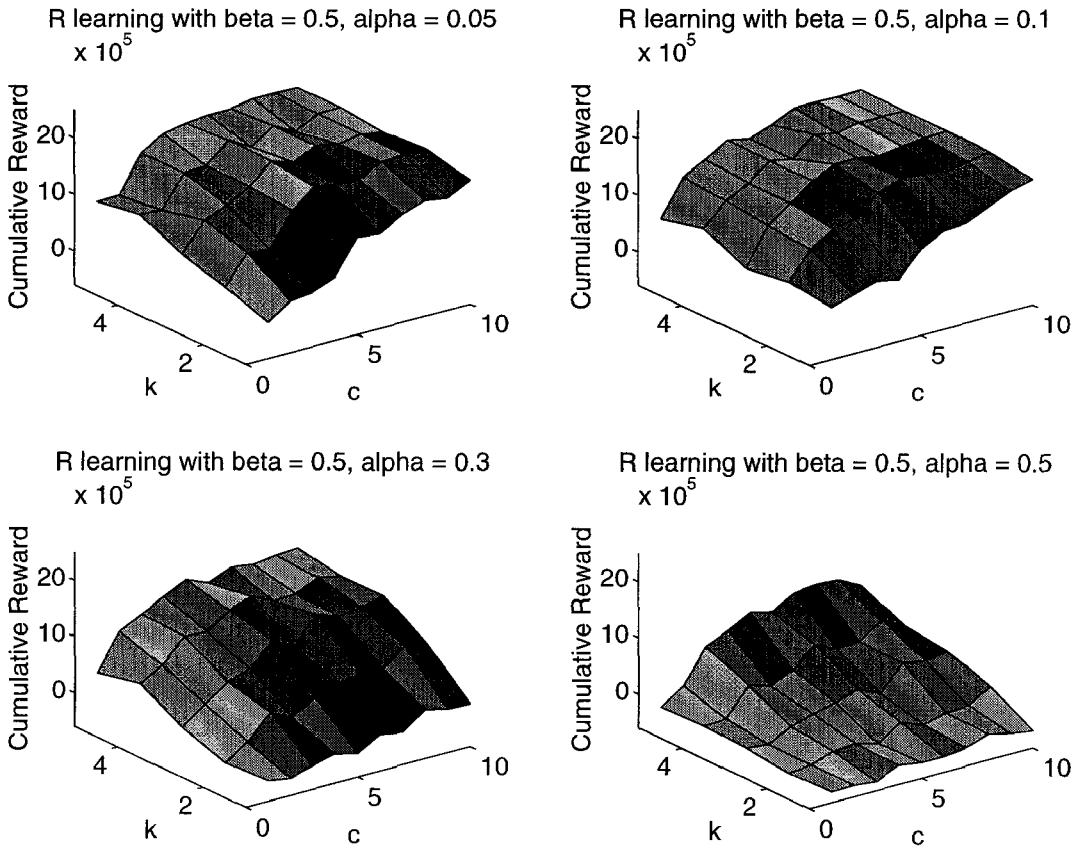 R learning with beta = 0.5, alpha = 0.05
x 10^5
Cumulative Reward
20
10
0
4
2
k
0
5
10
c
R learning with beta = 0.5, alpha = 0.1
x 10^5
Cumulative Reward
20
10
0
4
2
k
0
5
10
c
R learning with beta = 0.5, alpha = 0.3
x 10^5
Cumulative Reward
20
10
0
4
2
k
0
5
10
c
R learning with beta = 0.5, alpha = 0.5
x 10^5
Cumulative Reward
20
10
0
4
2
k
0
5
10
c